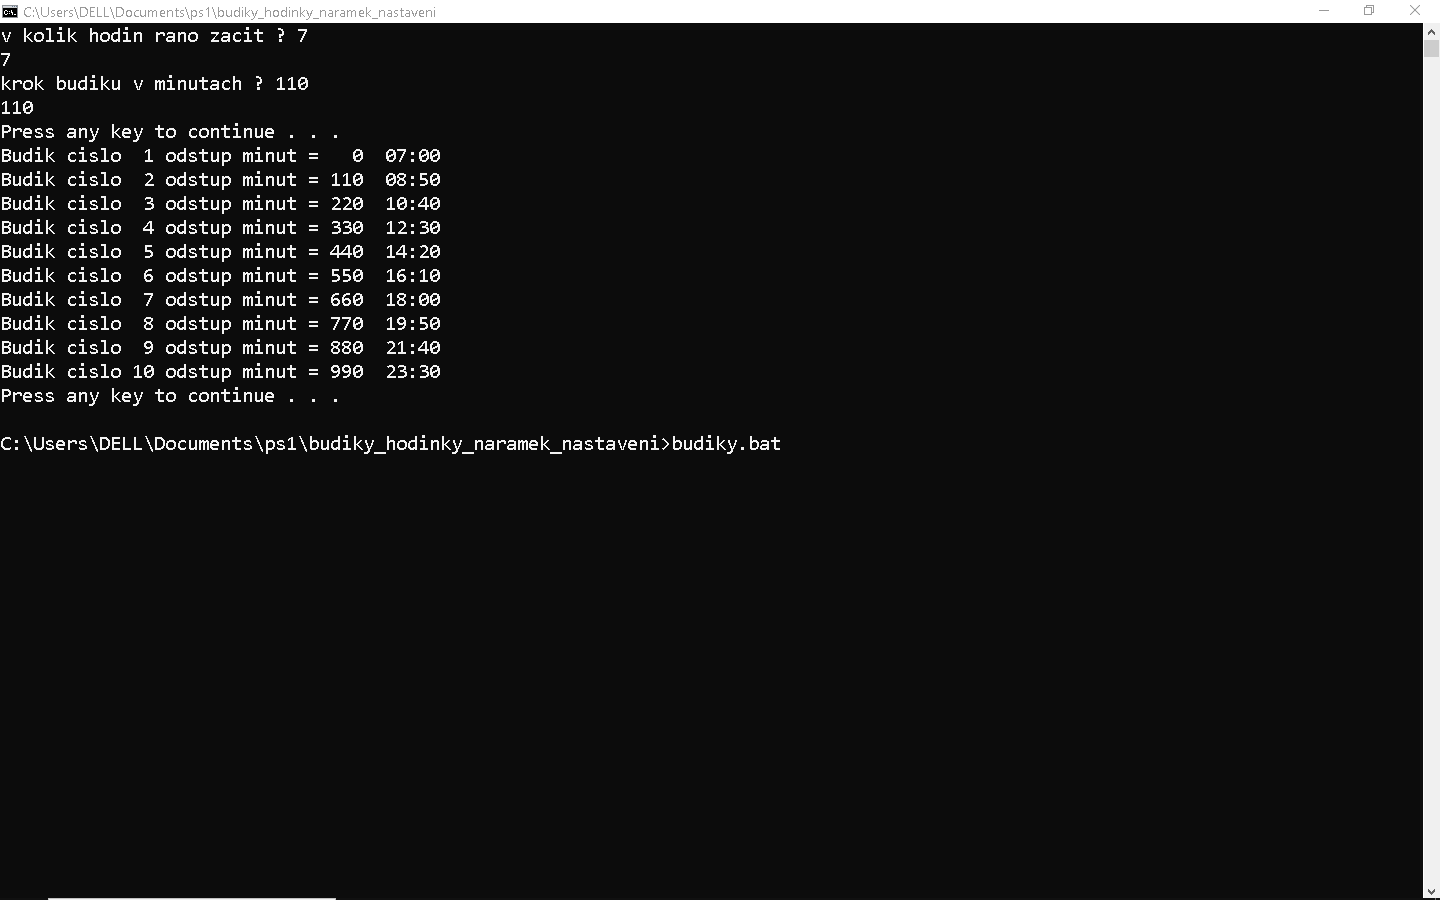 C:\Users\DELL\Documents\ps1\budiky_hodinky_naramek_nastaveni
v kolik hodin rano zacit ? 7
7
krok budiku v minutach ? 110
110
Press any key to continue . . .
Budik cislo  1 odstup minut =   0  07:00
Budik cislo  2 odstup minut = 110  08:50
Budik cislo  3 odstup minut = 220  10:40
Budik cislo  4 odstup minut = 330  12:30
Budik cislo  5 odstup minut = 440  14:20
Budik cislo  6 odstup minut = 550  16:10
Budik cislo  7 odstup minut = 660  18:00
Budik cislo  8 odstup minut = 770  19:50
Budik cislo  9 odstup minut = 880  21:40
Budik cislo 10 odstup minut = 990  23:30
Press any key to continue . . .
C:\Users\DELL\Documents\ps1\budiky_hodinky_naramek_nastaveni>budiky.bat